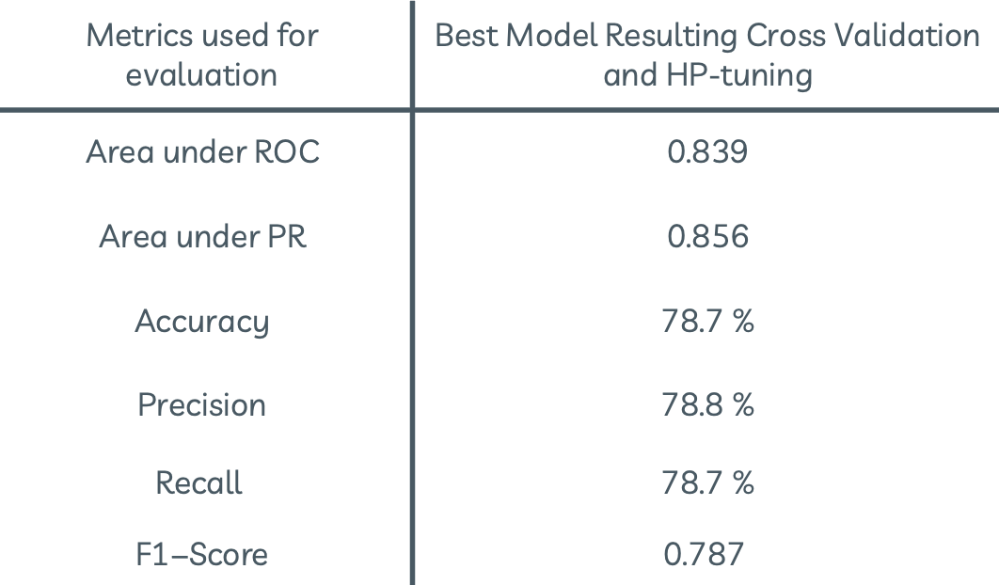 Metrics used for
evaluation
Best Model Resulting Cross Validation
and HP-tuning
Area under ROC
0.839
Area under PR
0.856
Accuracy
78.7 %
Precision
78.8 %
Recall
78.7 %
F1–Score
0.787